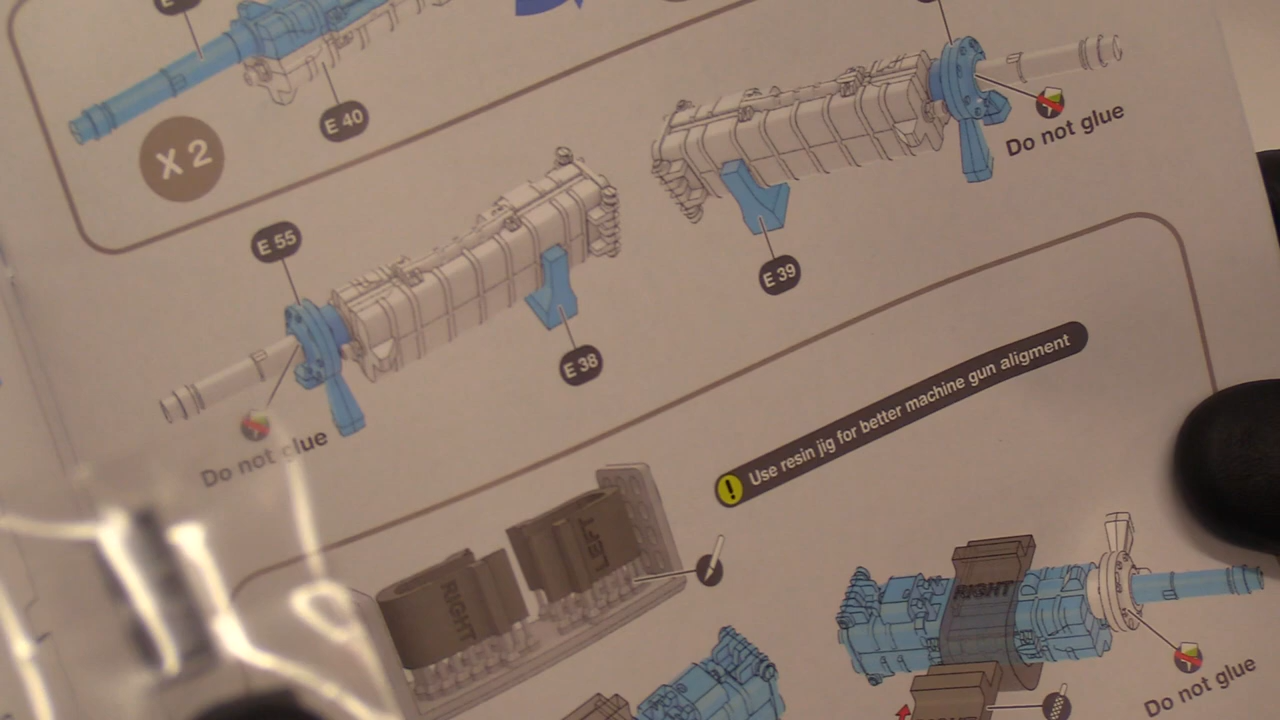 E 40
X 2
Do not glue
E 55
E 39
E 38
Do not glue
! Use resin jig for better machine gun aligment
LEFT
RIGHT
RIGHT
Do not glue